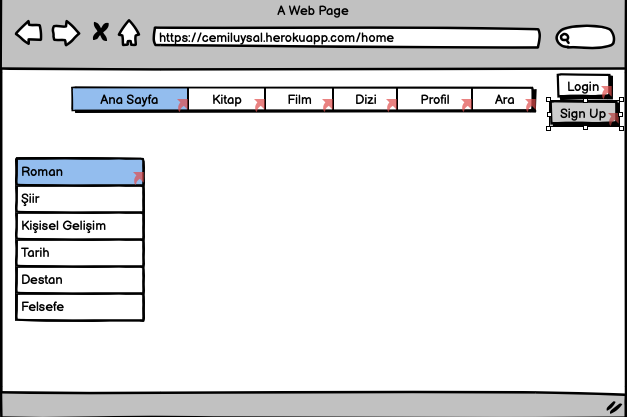 A Web Page
https://cemiluysal.herokuapp.com/home
Login
Ana Sayfa Kitap Film Dizi Profil Ara
Sign Up
Roman
Şiir
Kişisel Gelişim
Tarih
Destan
Felsefe